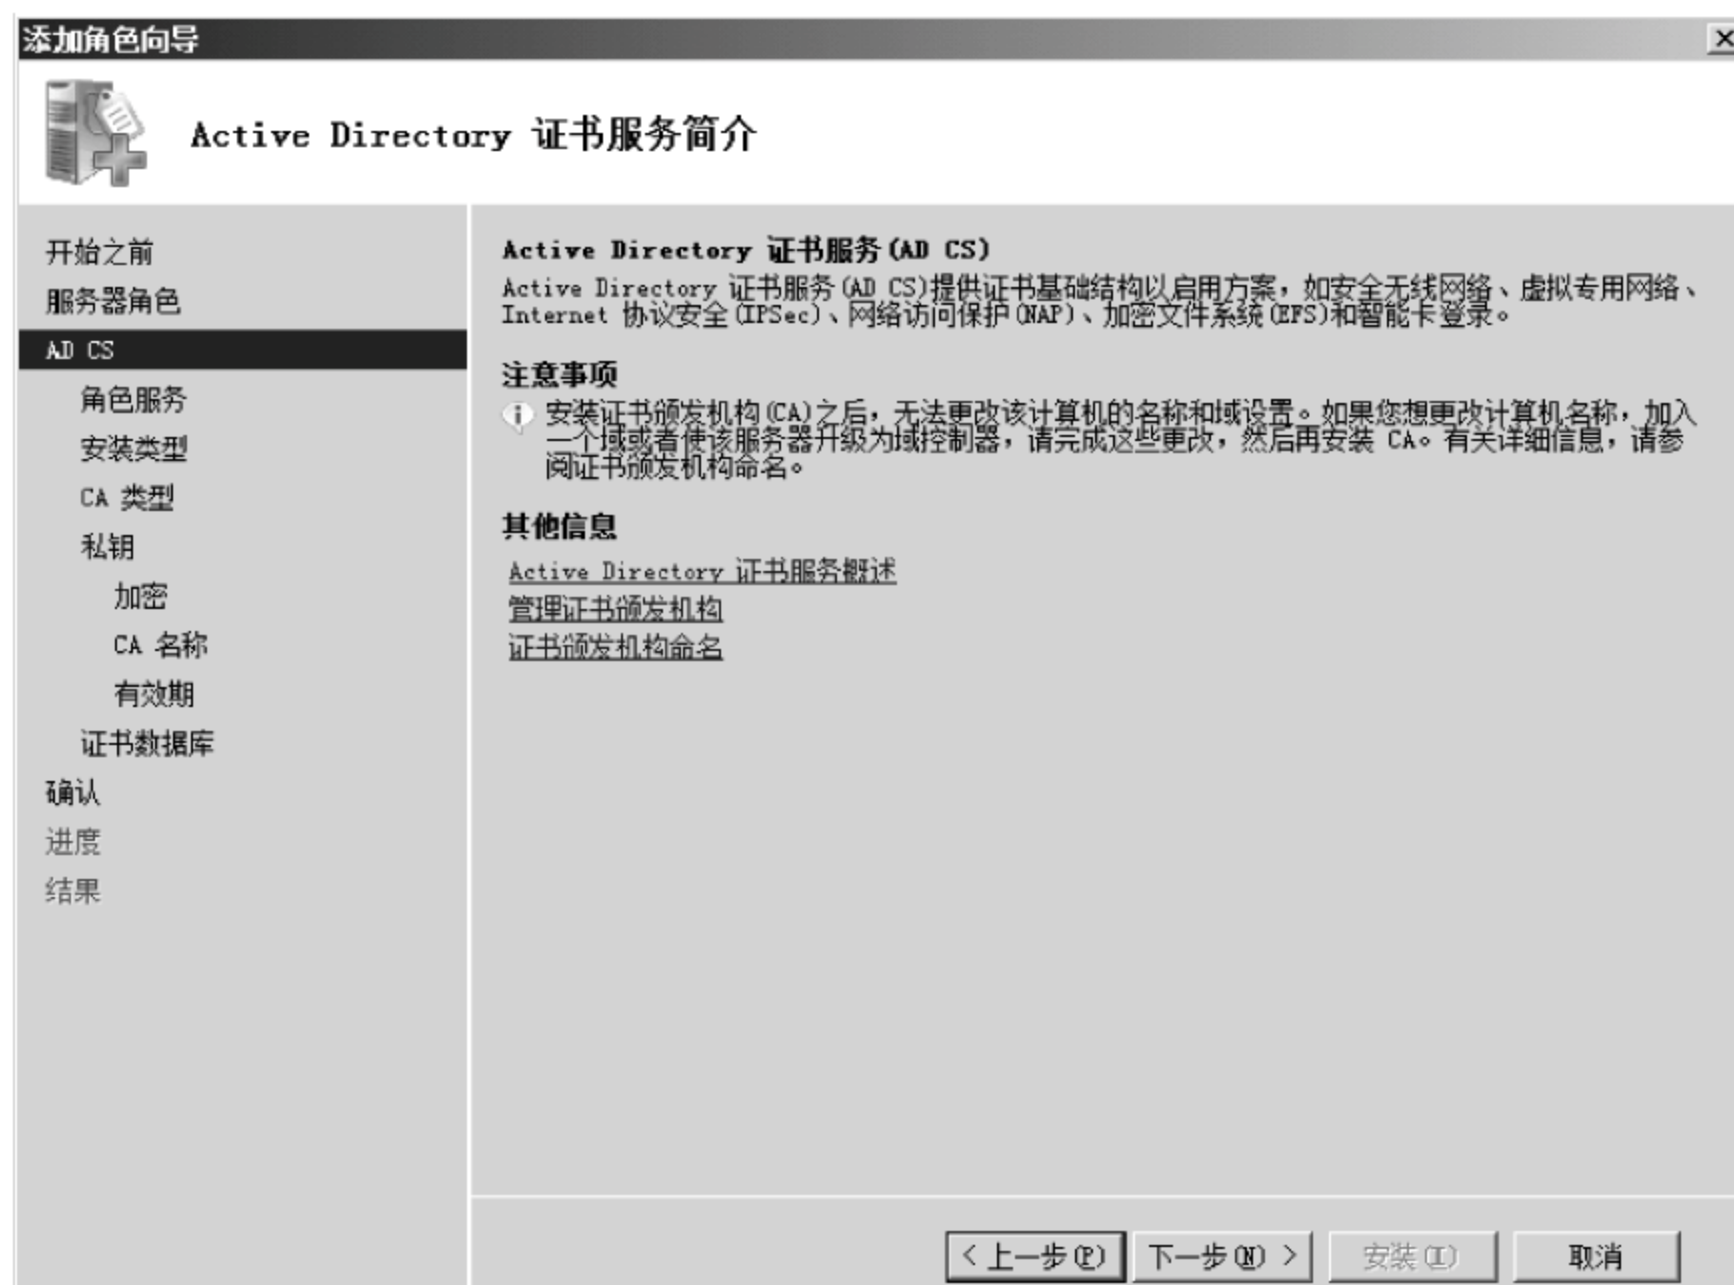 添加角色向导
Active Directory 证书服务简介
开始之前
服务器角色
AD CS
角色服务
安装类型
CA 类型
私钥
加密
CA 名称
有效期
证书数据库
确认
进度
结果
Active Directory 证书服务(AD CS)
Active Directory 证书服务(AD CS)提供证书基础结构以启用方案，如安全无线网络、虚拟专用网络、
Internet 协议安全(IPSec)、网络访问保护(NAP)、加密文件系统(EFS)和智能卡登录。
注意事项
安装证书颁发机构(CA)之后，无法更改该计算机的名称和域设置。如果您想更改计算机名称，加入
一个域或者使该服务器升级为域控制器，请完成这些更改，然后再安装 CA。有关详细信息，请参
阅证书颁发机构命名。
其他信息
Active Directory 证书服务概述
管理证书颁发机构
证书颁发机构命名
< 上一步(P)
下一步(N) >
安装(I)
取消